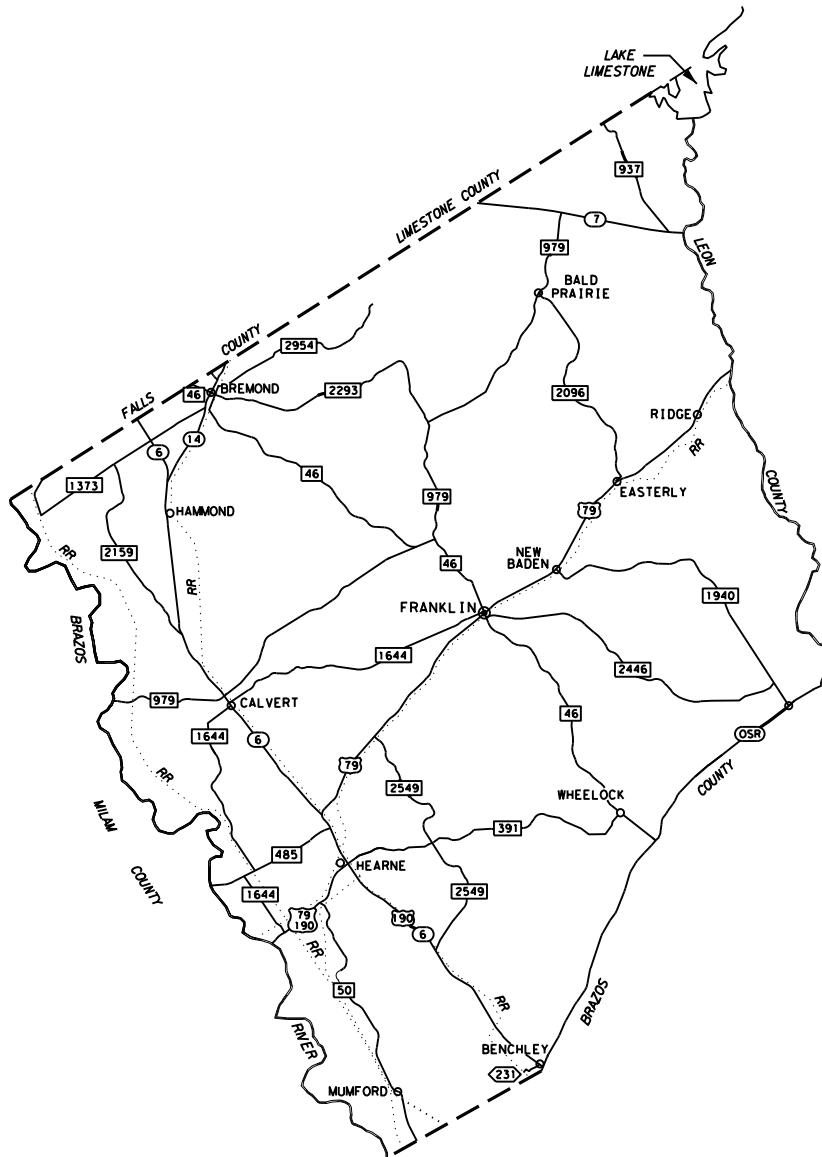 LAKE
LIMESTONE
937
LIMESTONE COUNTY
7
979
LEON
BALD
PRAIRIE
COUNTY
2954
46
BREMOND
2293
2096
FALLS
RIDGE
14
6
RR
46
1373
COUNTY
EASTERLY
979
HAMMOND
79
RR
2159
NEW
BADEN
46
RR
1940
FRANKLIN
BRAZOS
1644
2446
979
CALVERT
46
1644
6
OSR
79
RR
COUNTY
2549
WHEELOCK
MILAM
391
485
HEARNE
COUNTY
1644
2549
79
190
190
6
RR
50
RR
BRAZOS
RIVER
BENCHLEY
231
MUMFORD